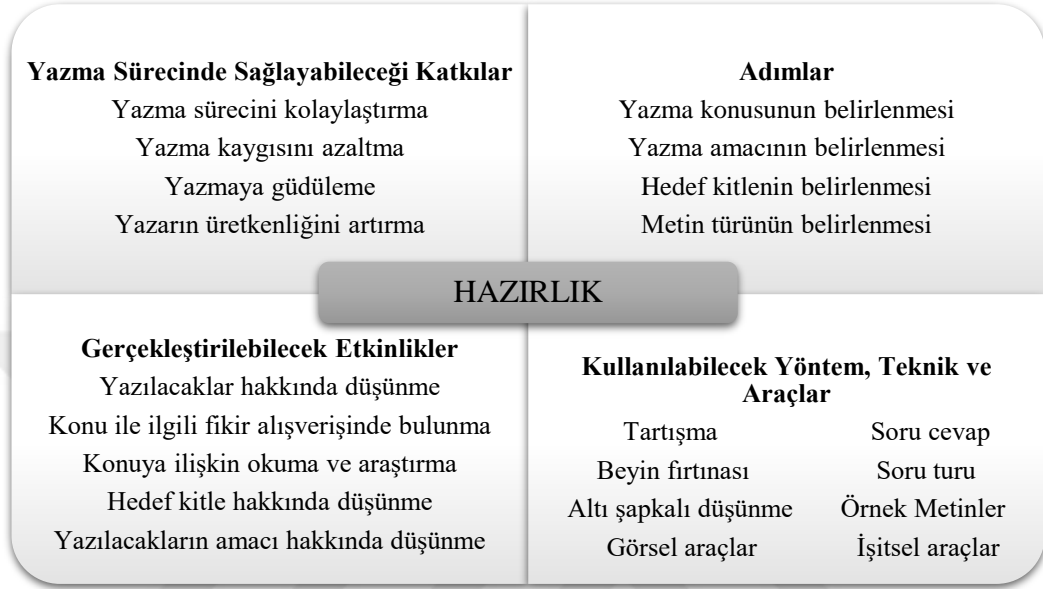 Yazma Sürecinde Sağlayabileceği Katkılar
Yazma sürecini kolaylaştırma
Yazma kaygısını azaltma
Yazmaya güdüleme
Yazarın üretkenliğini artırma
Adımlar
Yazma konusunun belirlenmesi
Yazma amacının belirlenmesi
Hedef kitlenin belirlenmesi
Metin türünün belirlenmesi
HAZIRLIK
Gerçekleştirilebilecek Etkinlikler
Yazılacaklar hakkında düşünme
Konu ile ilgili fikir alışverişinde bulunma
Konuya ilişkin okuma ve araştırma
Hedef kitle hakkında düşünme
Yazılacakların amacı hakkında düşünme
Kullanılabilecek Yöntem, Teknik ve
Araçlar
Tartışma Soru cevap
Beyin fırtınası Soru turu
Altı şapkalı düşünme Örnek Metinler
Görsel araçlar İşitsel araçlar